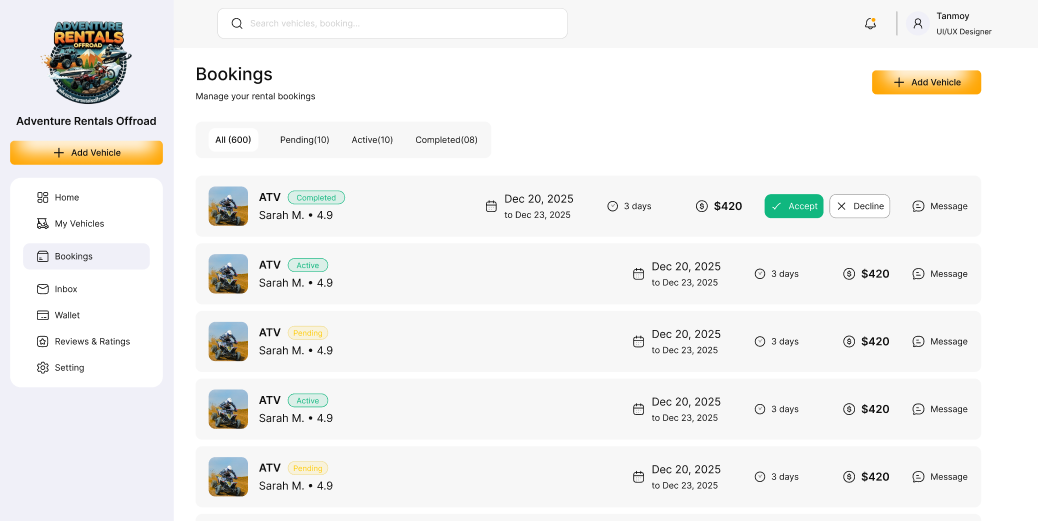 Search vehicles, booking...
Tanmoy
UI/UX Designer
ADVENTURE
RENTALS
OFFROAD
Adventure Rentals Offroad
Add Vehicle
Home
My Vehicles
Bookings
Inbox
Wallet
Reviews & Ratings
Setting
Bookings
Manage your rental bookings
Add Vehicle
All (600) Pending(10) Active(10) Completed(08)
ATV Completed
Sarah M. • 4.9
Dec 20, 2025
to Dec 23, 2025
3 days
$420
Accept
Decline
Message
ATV Active
Sarah M. • 4.9
Dec 20, 2025
to Dec 23, 2025
3 days
$420
Message
ATV Pending
Sarah M. • 4.9
Dec 20, 2025
to Dec 23, 2025
3 days
$420
Message
ATV Active
Sarah M. • 4.9
Dec 20, 2025
to Dec 23, 2025
3 days
$420
Message
ATV Pending
Sarah M. • 4.9
Dec 20, 2025
to Dec 23, 2025
3 days
$420
Message